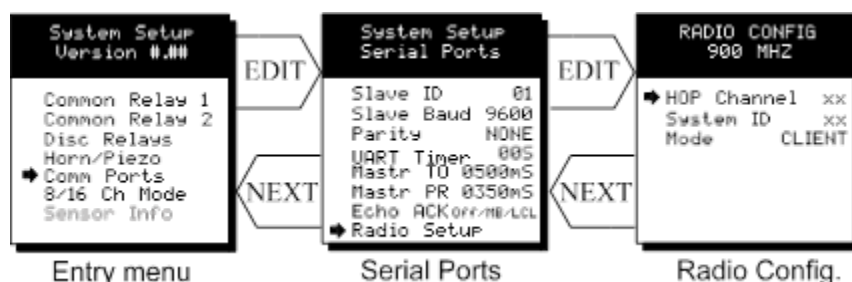 System Setup
Version #.##
Common Relay 1
Common Relay 2
Disc Relays
Horn/Piezo
Comm Ports
8/16 Ch Mode
Sensor Info
Entry menu
EDIT
NEXT
System Setup
Serial Ports
Slave ID 01
Slave Baud 9600
Parity NONE
UART Timer 00S
Mastr TO 0500mS
Mastr PR 0350mS
Echo ACK Off/MB/LCL
Radio Setup
Serial Ports
EDIT
NEXT
RADIO CONFIG
900 MHZ
HOP Channel xx
System ID xx
Mode CLIENT
Radio Config.